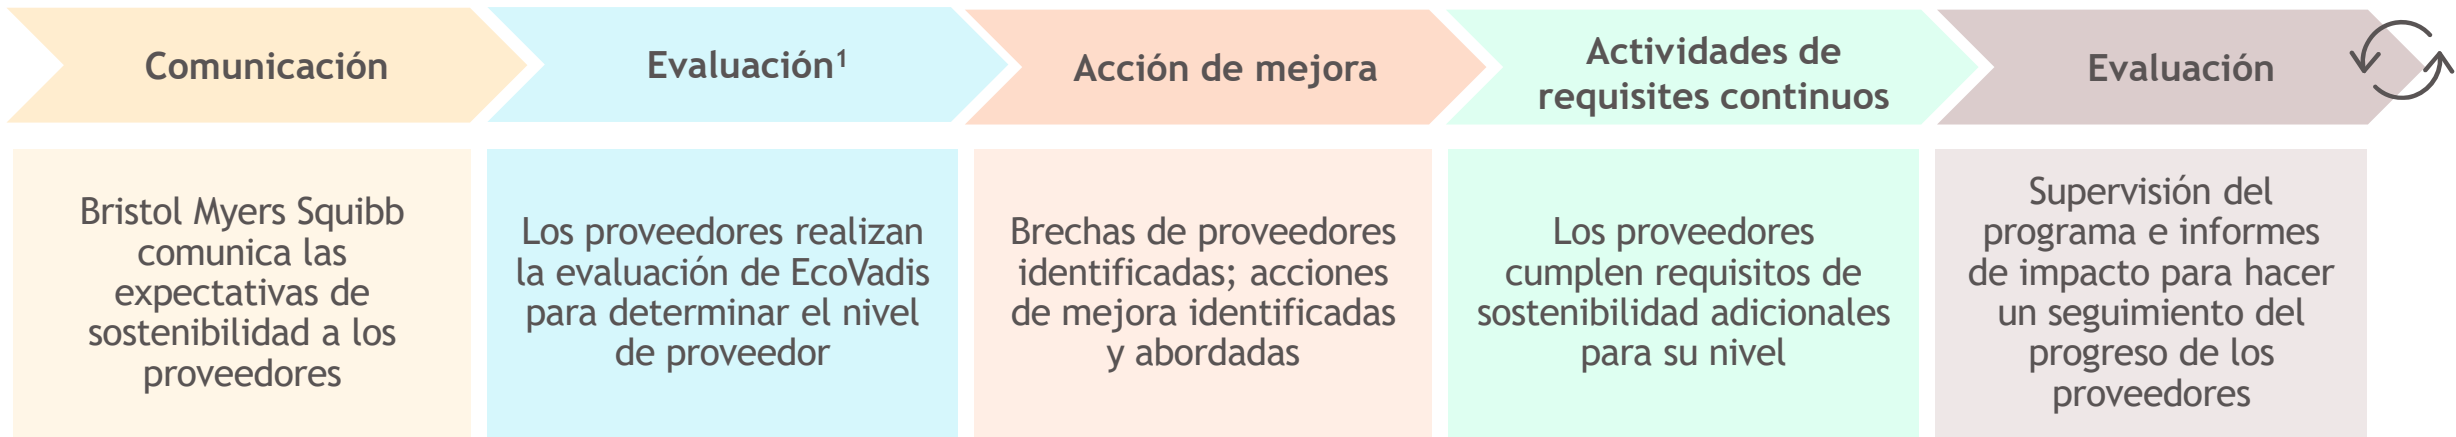 Comunicación
Evaluación¹
Acción de mejora
Actividades de
requisites continuos
Evaluación
Bristol Myers Squibb
comunica las
expectativas de
sostenibilidad a los
proveedores
Los proveedores realizan
la evaluación de EcoVadis
para determinar el nivel
de proveedor
Brechas de proveedores
identificadas; acciones
de mejora identificadas
y abordadas
Los proveedores
cumplen requisitos de
sostenibilidad adicionales
para su nivel
Supervisión del
programa e informes
de impacto para hacer
un seguimiento del
progreso de los
proveedores